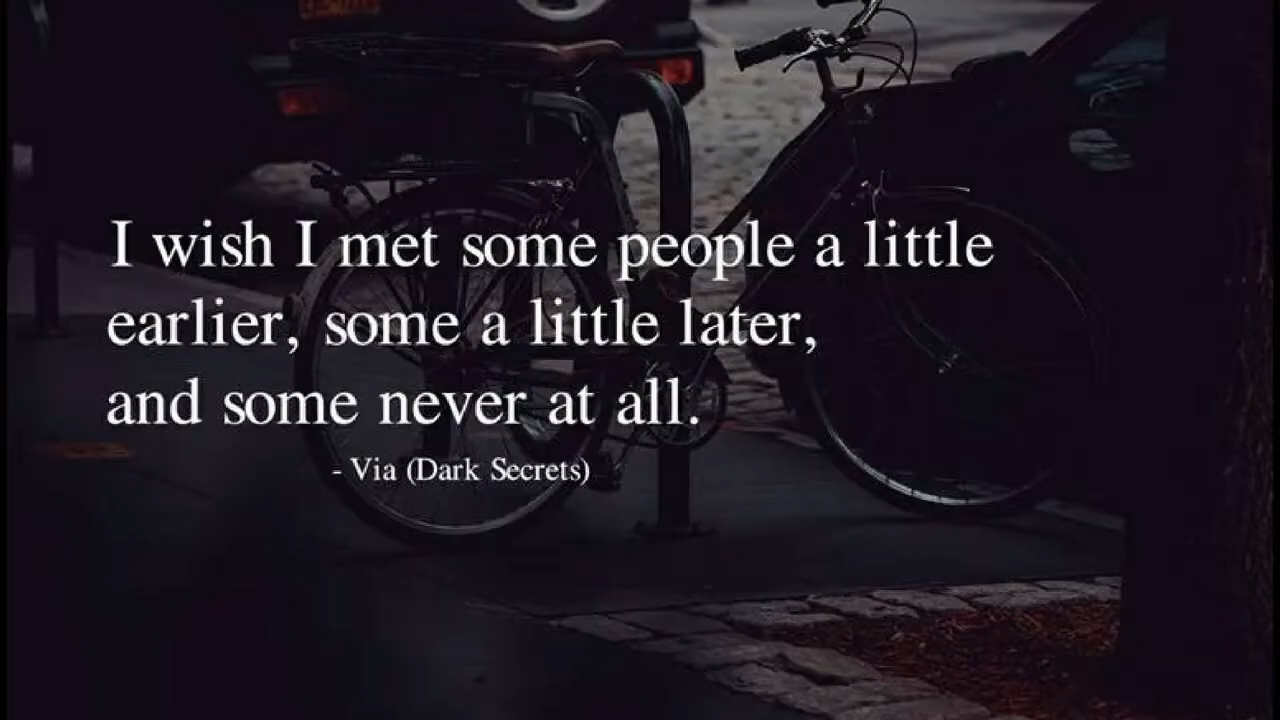 I wish I met some people a little
earlier, some a little later,
and some never at all.
- Via (Dark Secrets)